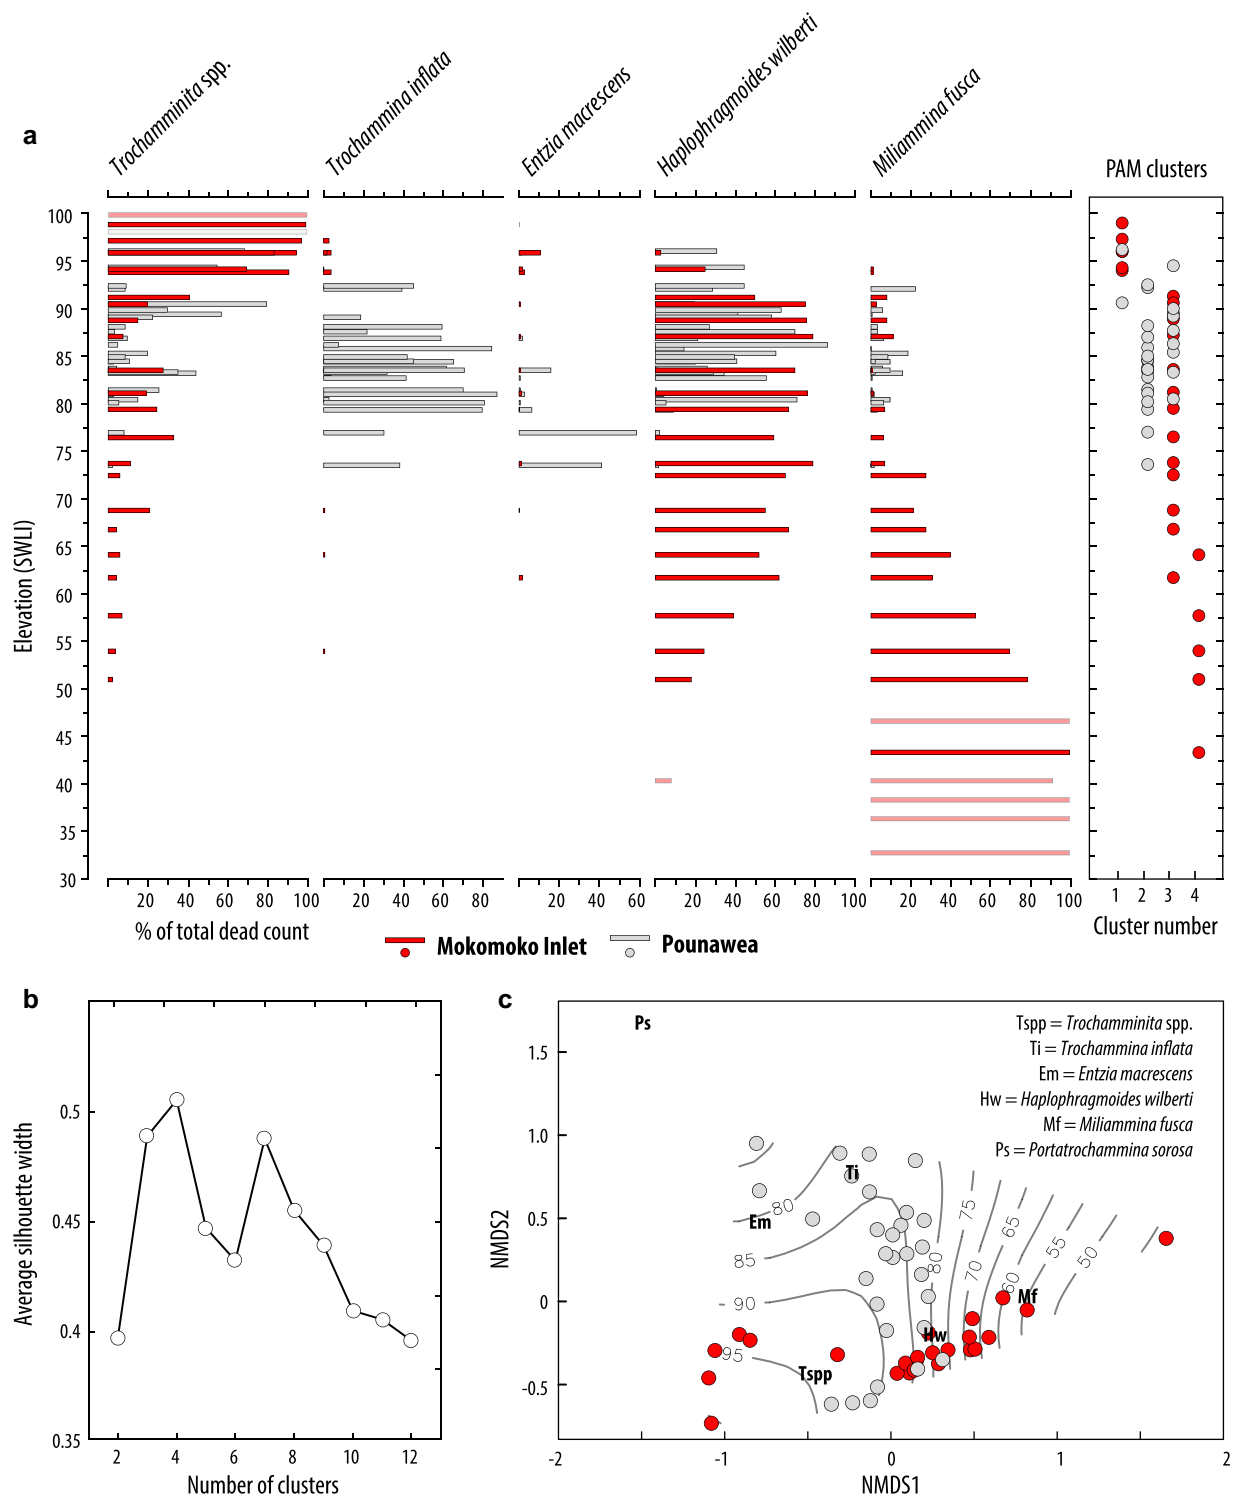 a
Trochamminita spp.
Trochammina inflata
Entzia macrescens
Haplophragmoides wilberti
Miliammina fusca
PAM clusters
100
95
90
85
80
75
70
65
60
55
50
45
40
35
30
Elevation (SWLI)
20 40 60 80 100
20 40 60 80
20 40 60
20 40 60 80 100
20 40 60 80 100
1 2 3 4
% of total dead count
Cluster number
Mokomoko Inlet
Pounawea
b
0.5
0.45
0.4
0.35
Average silhouette width
2 4 6 8 10 12
Number of clusters
c
Ps
Tspp = Trochamminita spp.
Ti = Trochammina inflata
Em = Entzia macrescens
Hw = Haplophragmoides wilberti
Mf = Miliammina fusca
Ps = Portatrochammina sorosa
1.5
1.0
0.5
0
-0.5
NMDS2
Ti
Em
80
85
90
95
80
75
70
65
60
55
50
Mf
Hw
Tspp
-2 -1 0 1 2
NMDS1